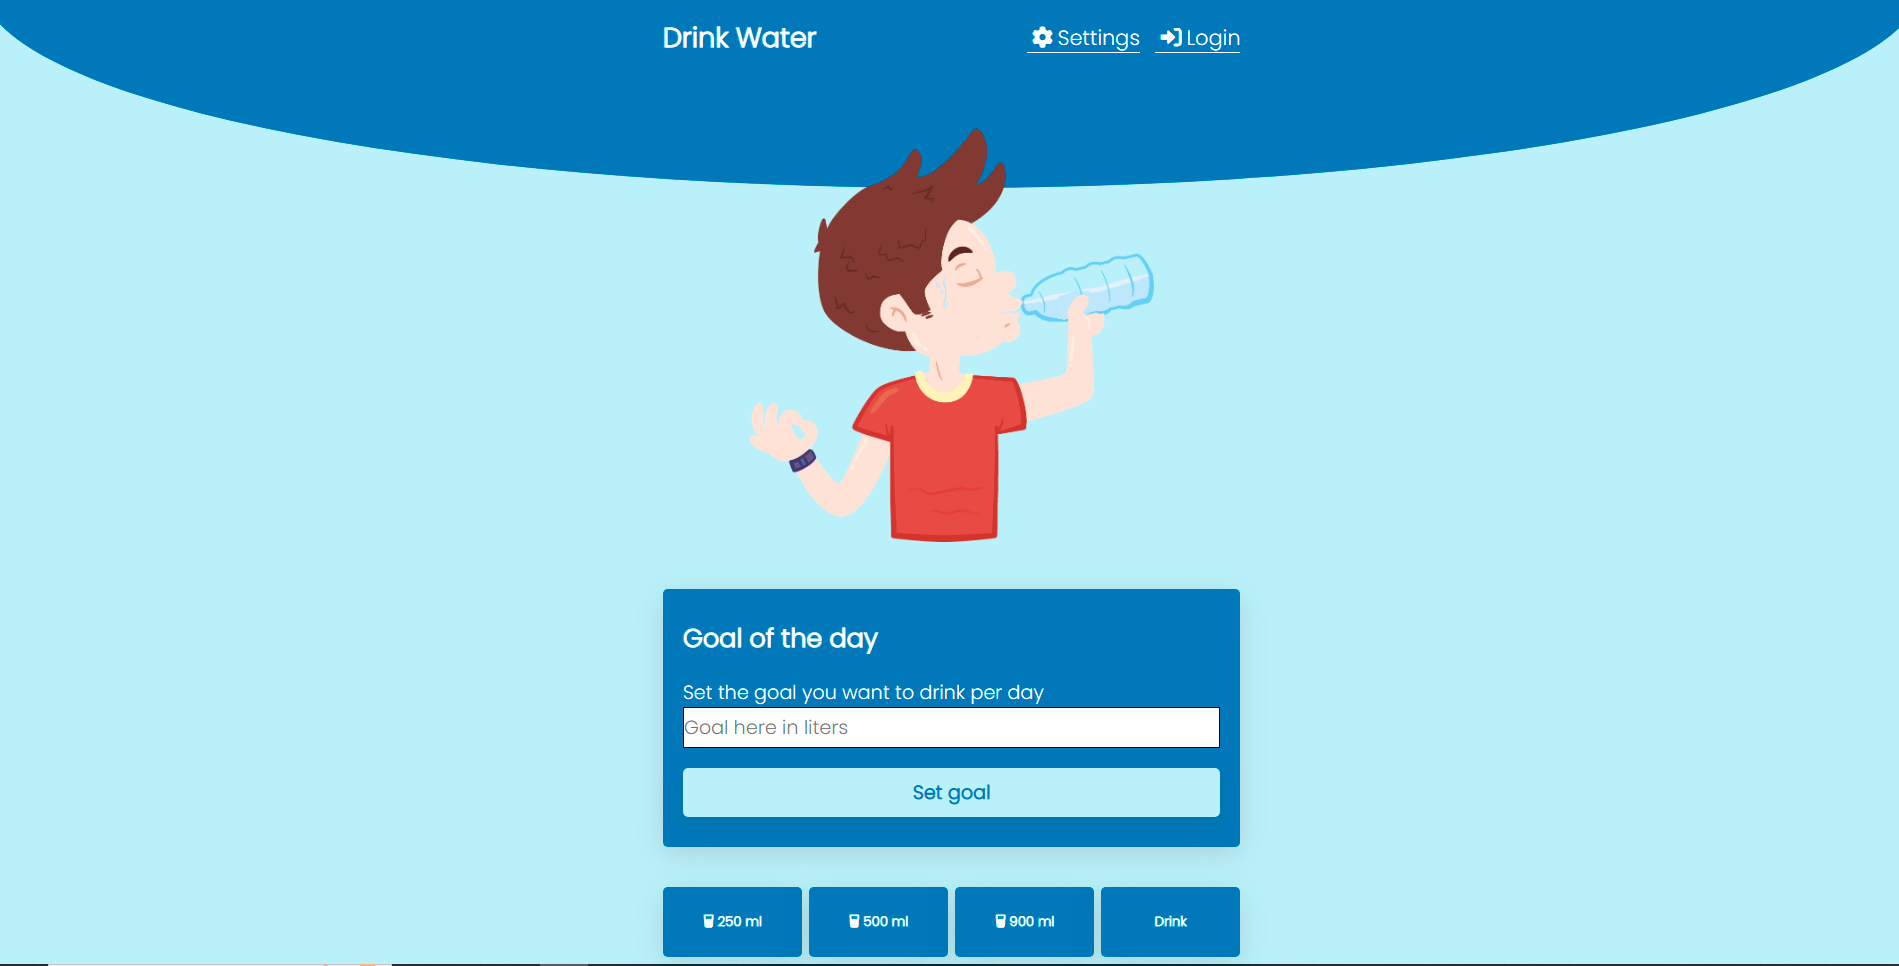 Drink Water
Settings
Login
Goal of the day
Set the goal you want to drink per day
Goal here in liters
Set goal
250 ml
500 ml
900 ml
Drink